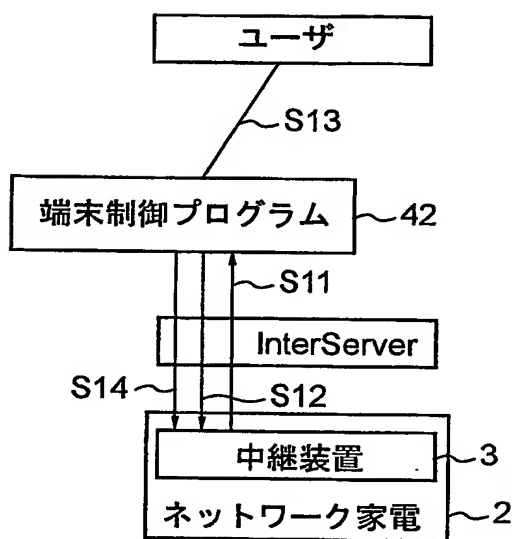 ユーザ
S13
端末制御プログラム
42
S11
InterServer
S14
S12
中継装置
3
ネットワーク家電
2